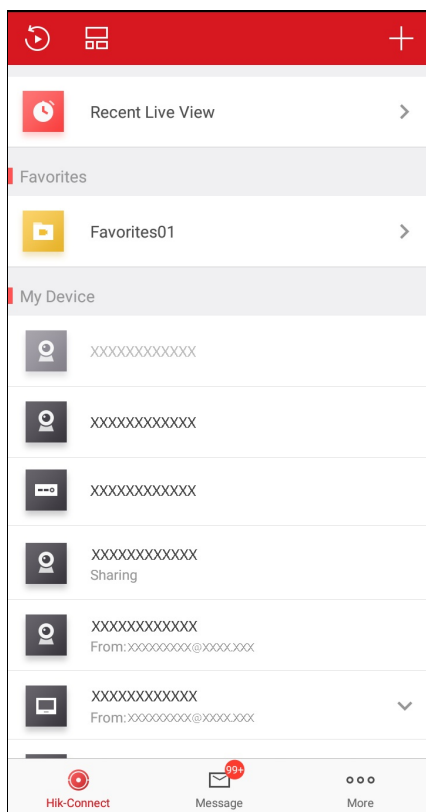 Recent Live View
Favorites
Favorites01
My Device
XXXXXXXXXXXX
XXXXXXXXXXXX
XXXXXXXXXXXX
XXXXXXXXXXXX
Sharing
XXXXXXXXXXXX
From:XXXXXXXXX@XXXX.XXX
XXXXXXXXXXXX
From:XXXXXXXXX@XXXX.XXX
99+
Hik-Connect
Message
More